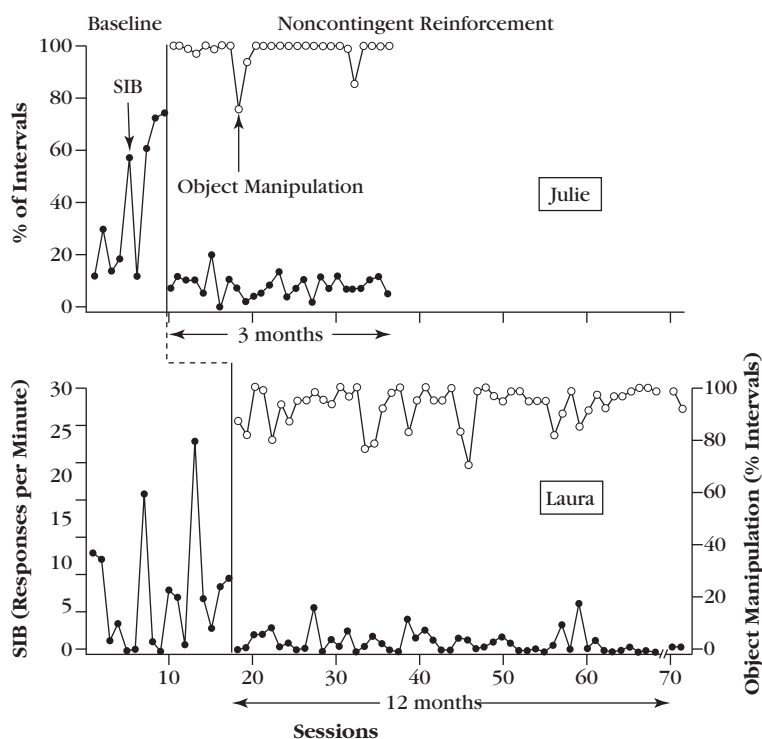 Baseline Noncontingent Reinforcement
100
SIB
80
60
Object Manipulation
40
Julie
20
0
% of Intervals
3 months
30
25
20
15
10
5
0
SIB (Responses per Minute)
Laura
100
80
60
40
20
0
Object Manipulation (% Intervals)
10 20 30 40 50 60 70
12 months
Sessions